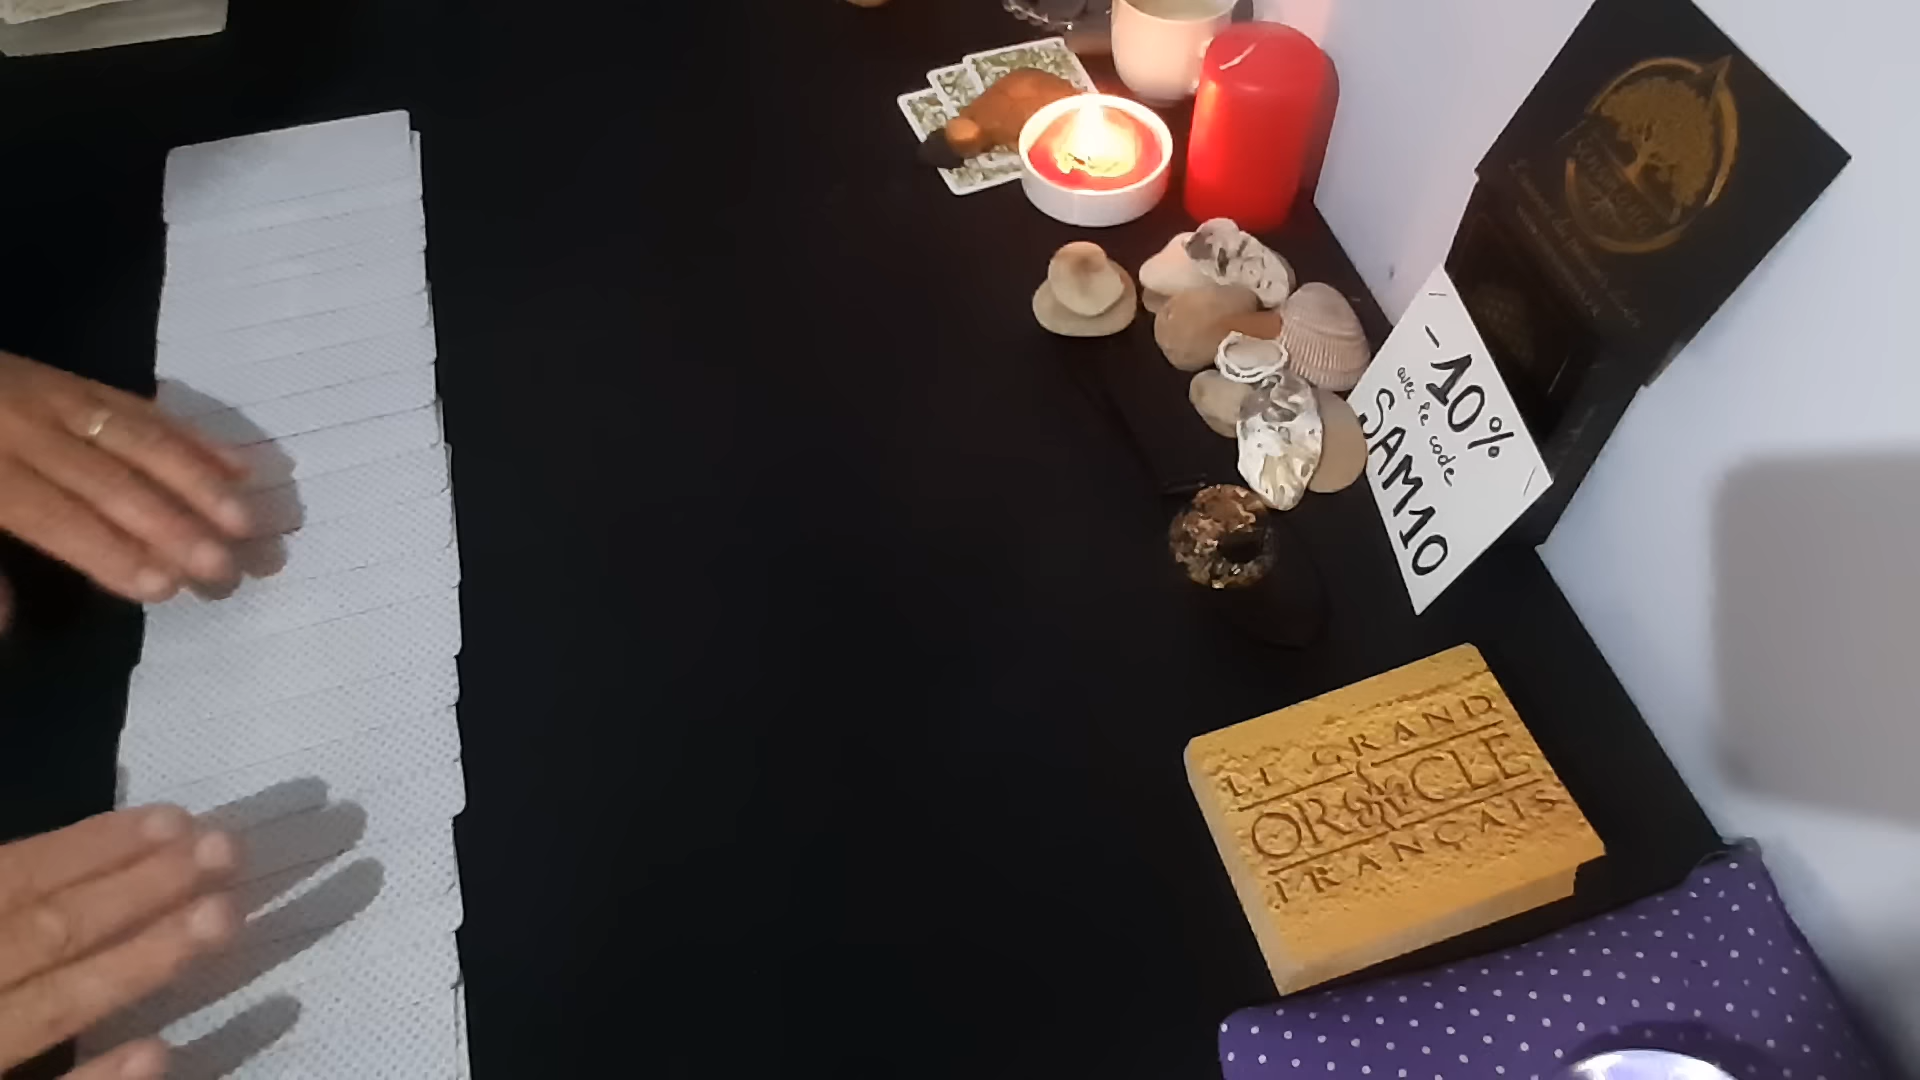 -10%
avec le code
SAM10
LE GRAND
ORACLE
FRANÇAIS